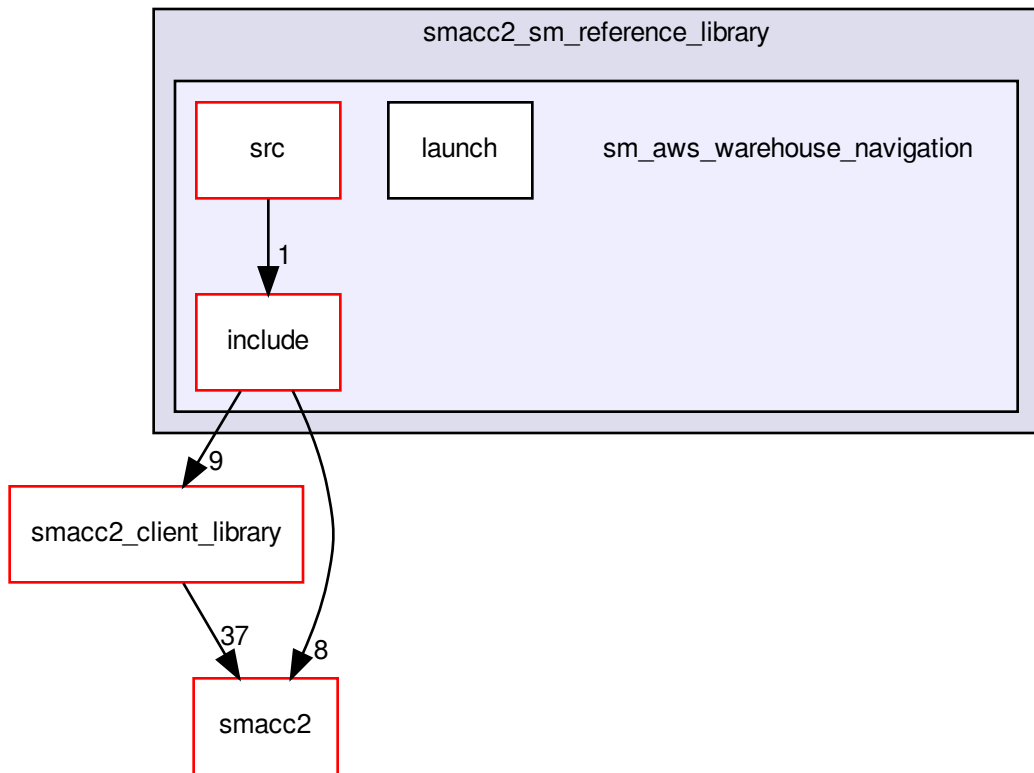 smacc2_sm_reference_library
src
launch
sm_aws_warehouse_navigation
1
include
9
smacc2_client_library
37
8
smacc2